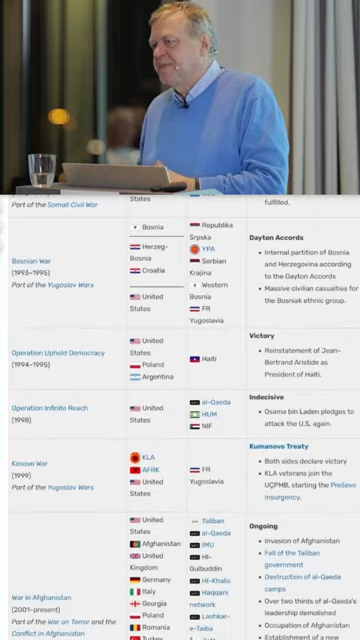 Part of the Somali Civil War
States
fulfilled.
Bosnian War
(1993–1995)
Part of the Yugoslav Wars
Bosnia
Herzeg-
Bosnia
Croatia
United
States
Republika
Srpska
YPA
Serbian
Krajina
Western
Bosnia
FR
Yugoslavia
Dayton Accords
Internal partition of Bosnia
and Herzegovina according
to the Dayton Accords
Massive civilian casualties for
the Bosniak ethnic group.
Operation Uphold Democracy
(1994–1995)
United
States
Poland
Argentina
Haiti
Victory
Reinstatement of Jean-
Bertrand Aristide as
President of Haiti.
Operation Infinite Reach
(1998)
United
States
al-Qaeda
HUM
NIF
Indecisive
Osama bin Laden pledges to
attack the U.S. again.
Kosovo War
(1999)
Part of the Yugoslav Wars
KLA
AFRK
United
States
FR
Yugoslavia
Kumanovo Treaty
Both sides declare victory
KLA veterans join the
UÇPMB, starting the Preševo
insurgency.
War in Afghanistan
(2001–present)
Part of the War on Terror and the
Conflict in Afghanistan
United
States
Afghanistan
United
Kingdom
Germany
Italy
Georgia
Poland
Romania
Turkey
Taliban
al-Qaeda
IMU
HI-
Gulbuddin
HI-Khalis
Haqqani
network
Lashkar-
e-Taiba
Ongoing
Invasion of Afghanistan
Fall of the Taliban
government
Destruction of al-Qaeda
camps
Over two thirds of al-Qaeda's
leadership demolished
Occupation of Afghanistan
Establishment of a new